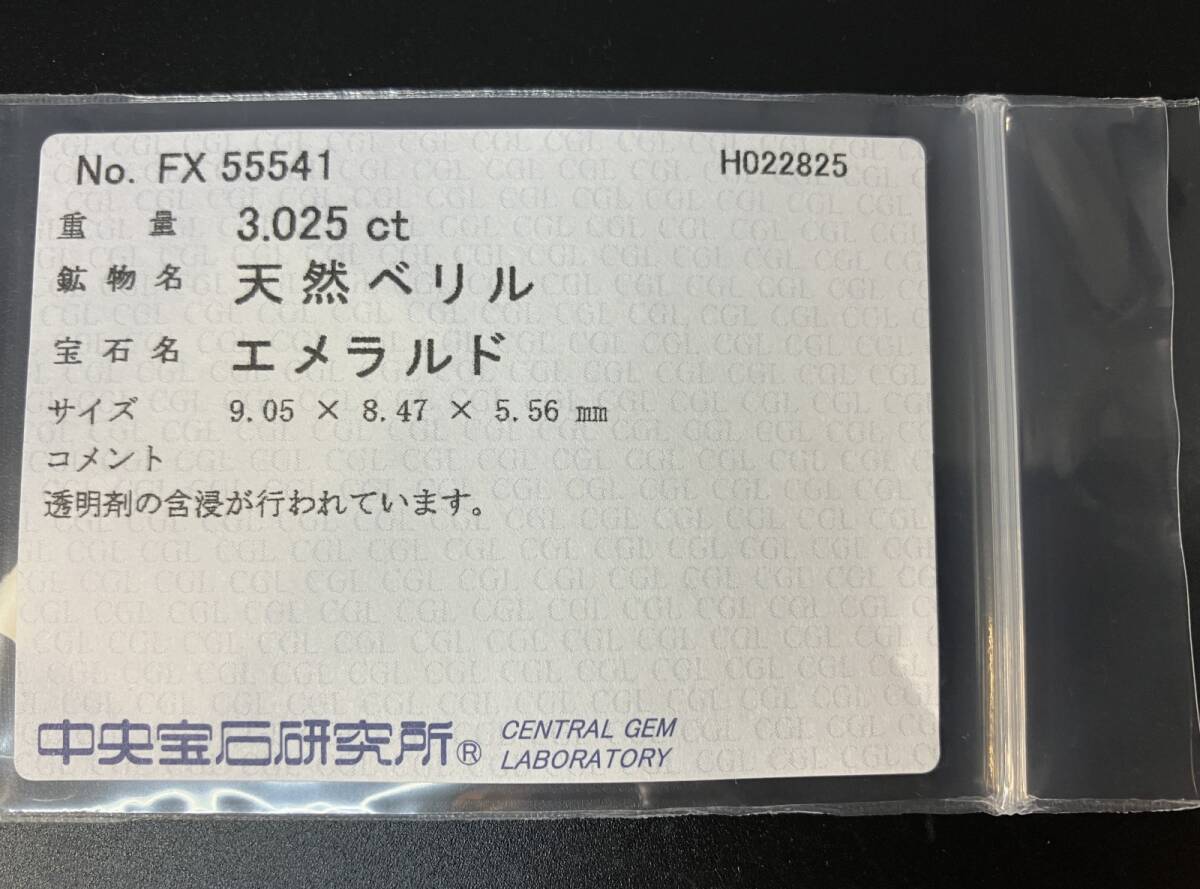 No. FX 55541 H022825
重量 3.025 ct
鉱物名 天然ベリル
宝石名 エメラルド
サイズ 9.05 × 8.47 × 5.56 mm
コメント
透明剤の含浸が行われています。
中央宝石研究所® CENTRAL GEM
LABORATORY